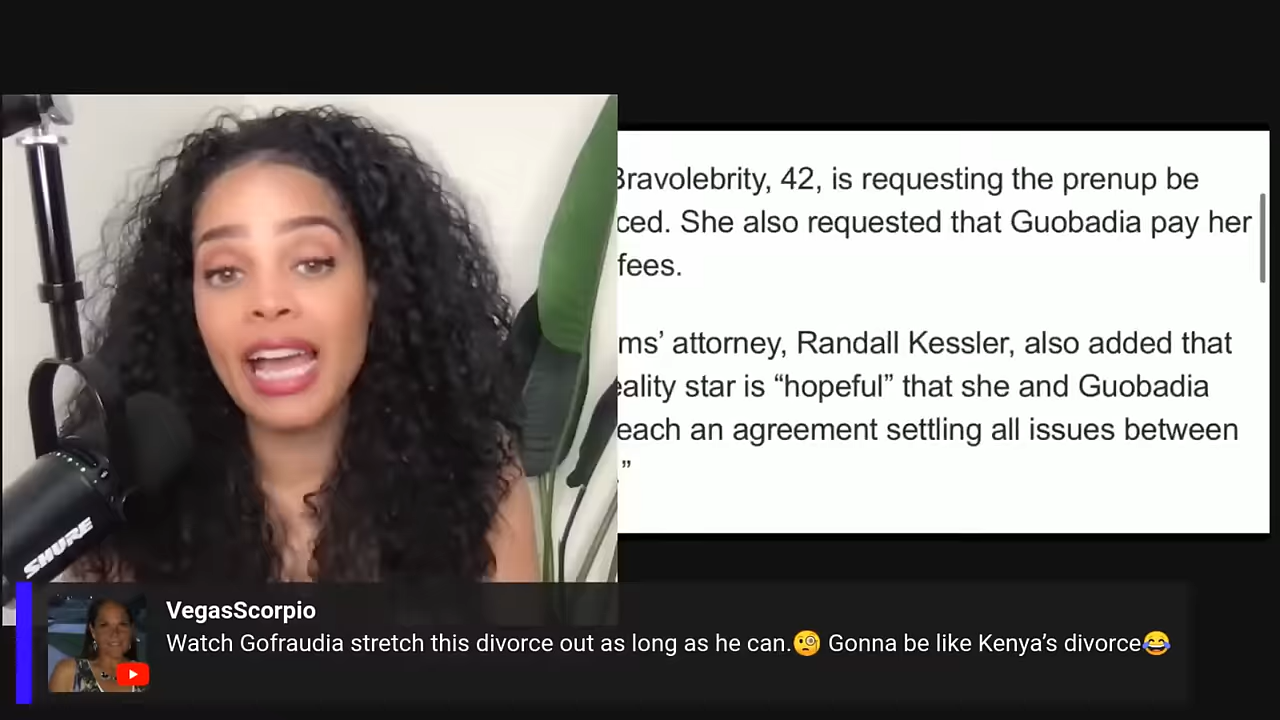 Bravolebrity, 42, is requesting the prenup be
ced. She also requested that Guobadia pay her
fees.
ms’ attorney, Randall Kessler, also added that
eality star is “hopeful” that she and Guobadia
each an agreement settling all issues between
.”
SHURE
VegasScorpio
Watch Gofraudia stretch this divorce out as long as he can.🧐 Gonna be like Kenya’s divorce😂